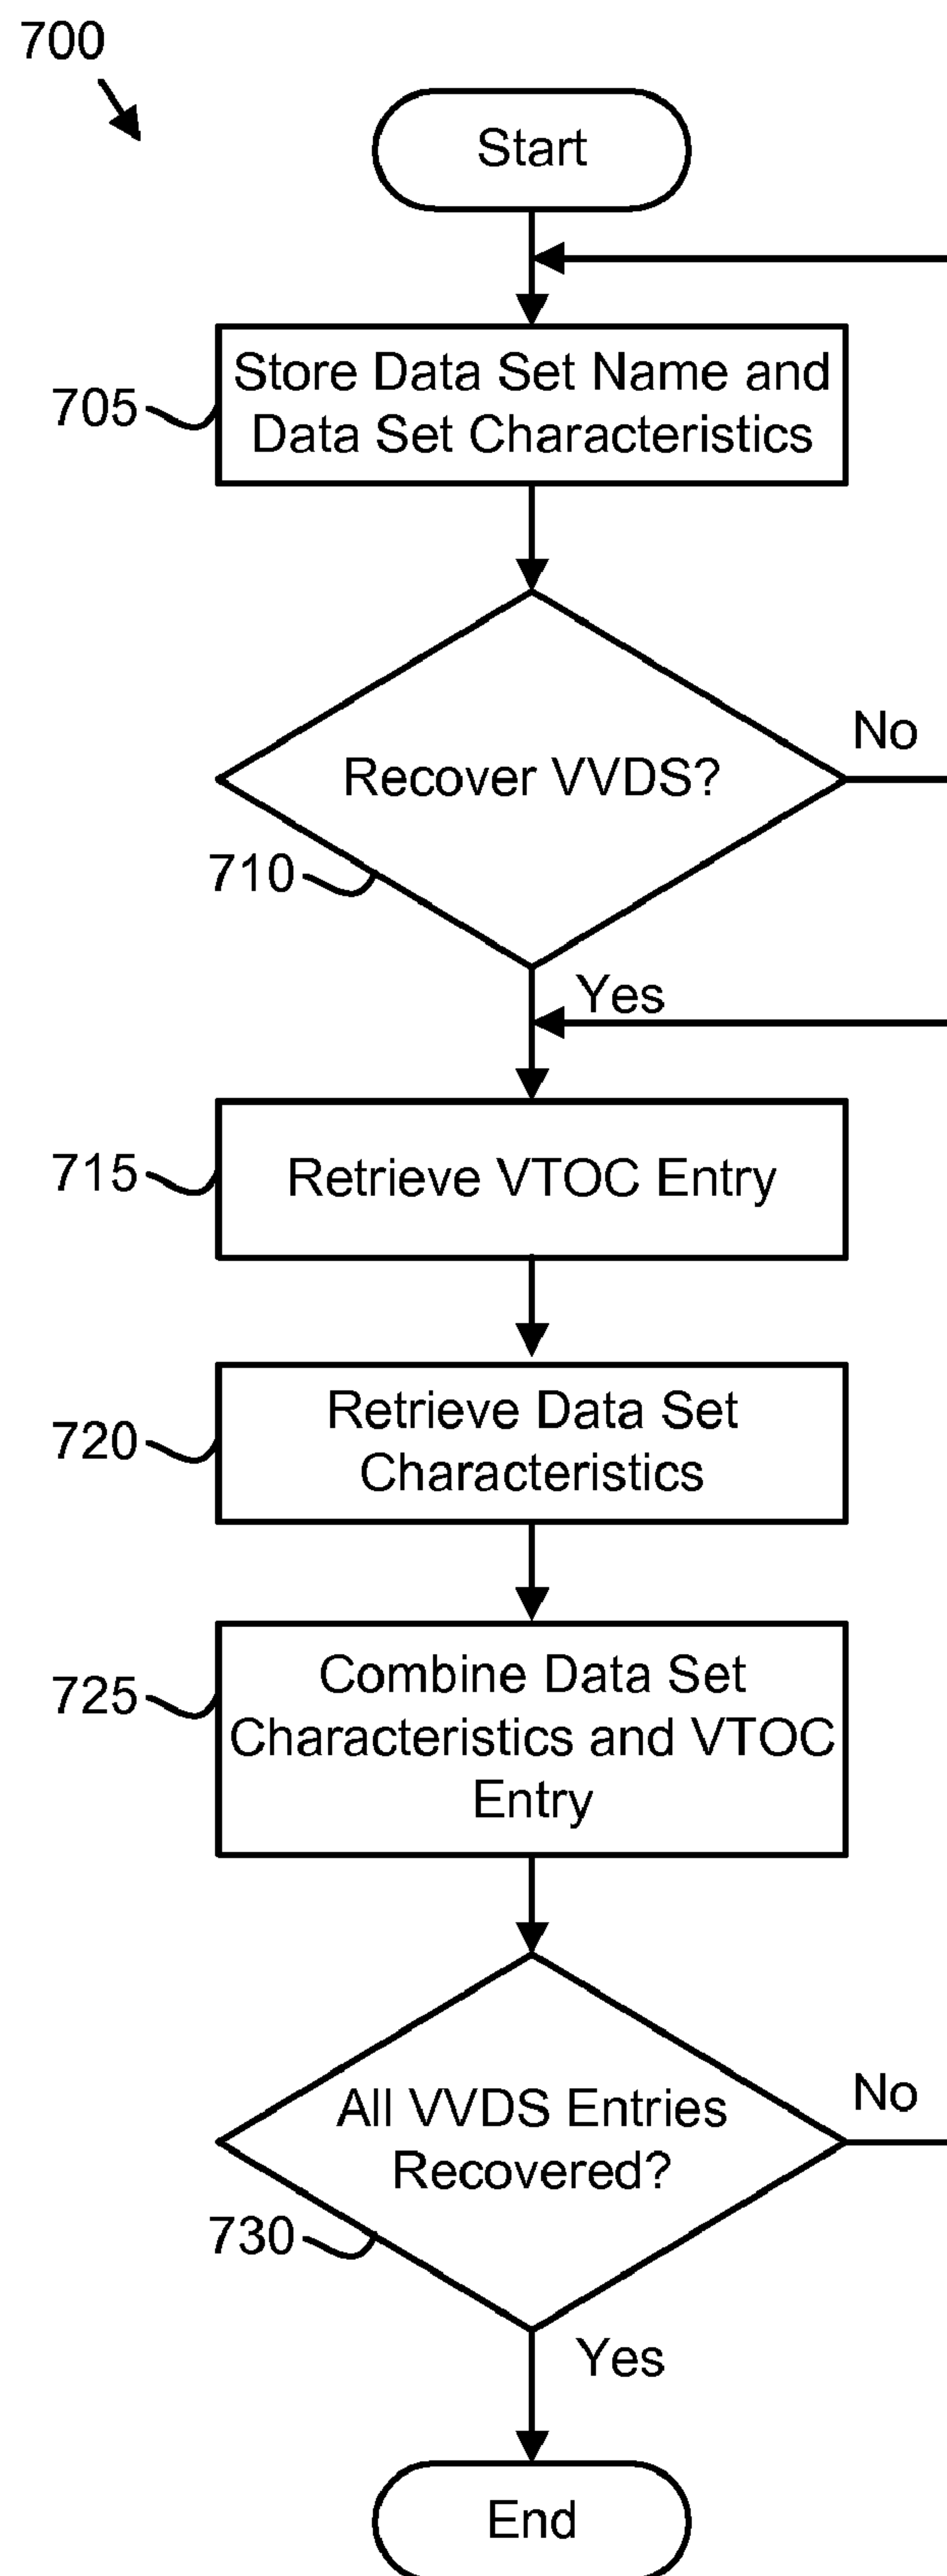 700
Start
705
Store Data Set Name and
Data Set Characteristics
Recover VVDS?
No
710
Yes
715
Retrieve VTOC Entry
720
Retrieve Data Set
Characteristics
725
Combine Data Set
Characteristics and VTOC
Entry
All VVDS Entries
Recovered?
No
730
Yes
End